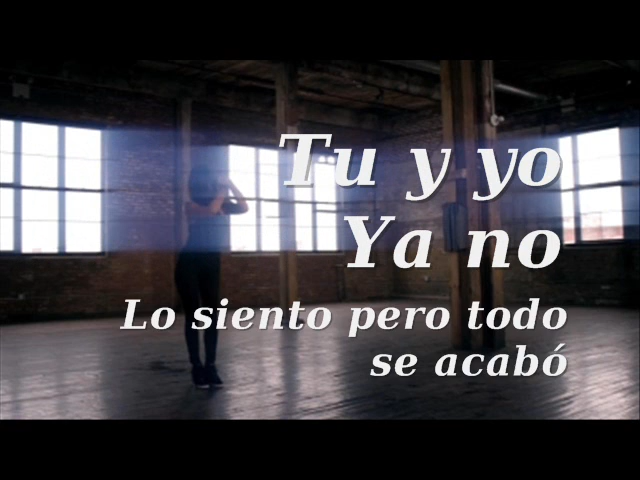 Tu y yo
Ya no
Lo siento pero todo
se acabó